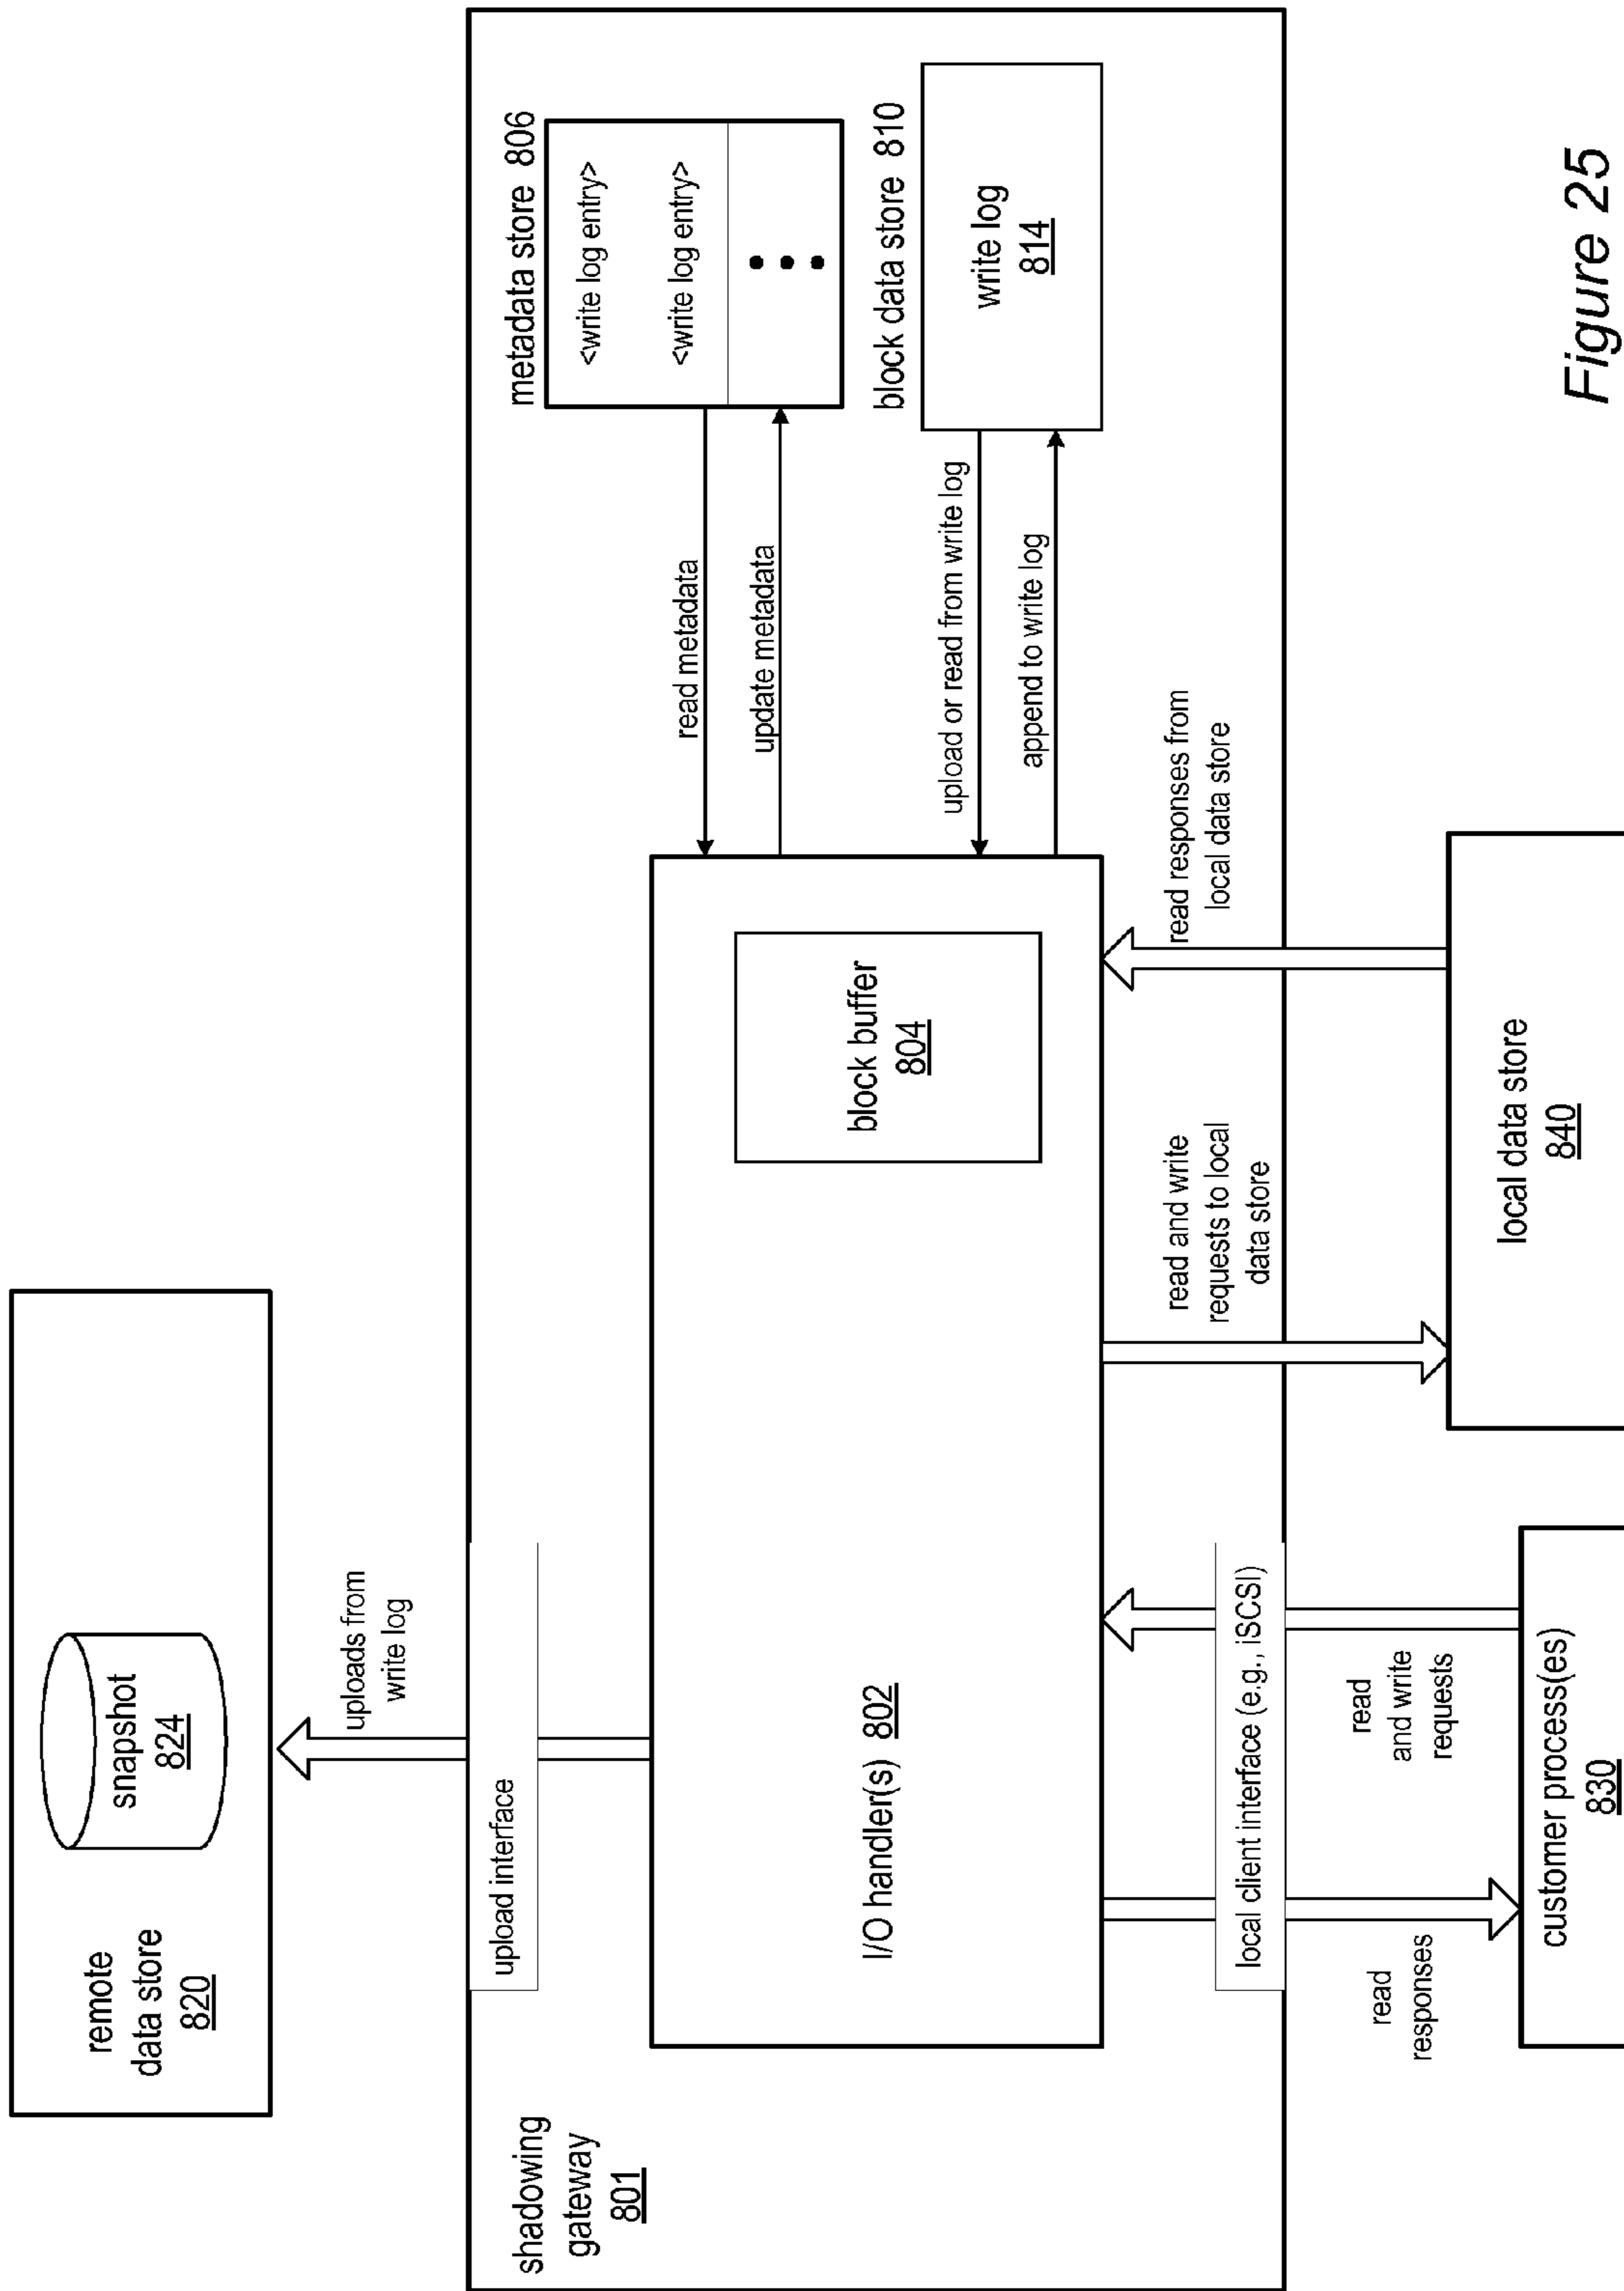 remote
data store
820
snapshot
824
uploads from
write log
shadowing
gateway
801
upload interface
I/O handler(s) 802
block buffer
804
read metadata
update metadata
metadata store 806
<write log entry>
<write log entry>
upload or read from write log
append to write log
block data store 810
write log
814
local client interface (e.g., iSCSI)
read and write
requests to local
data store
read responses from
local data store
read
responses
read
and write
requests
customer process(es)
830
local data store
840
Figure 25